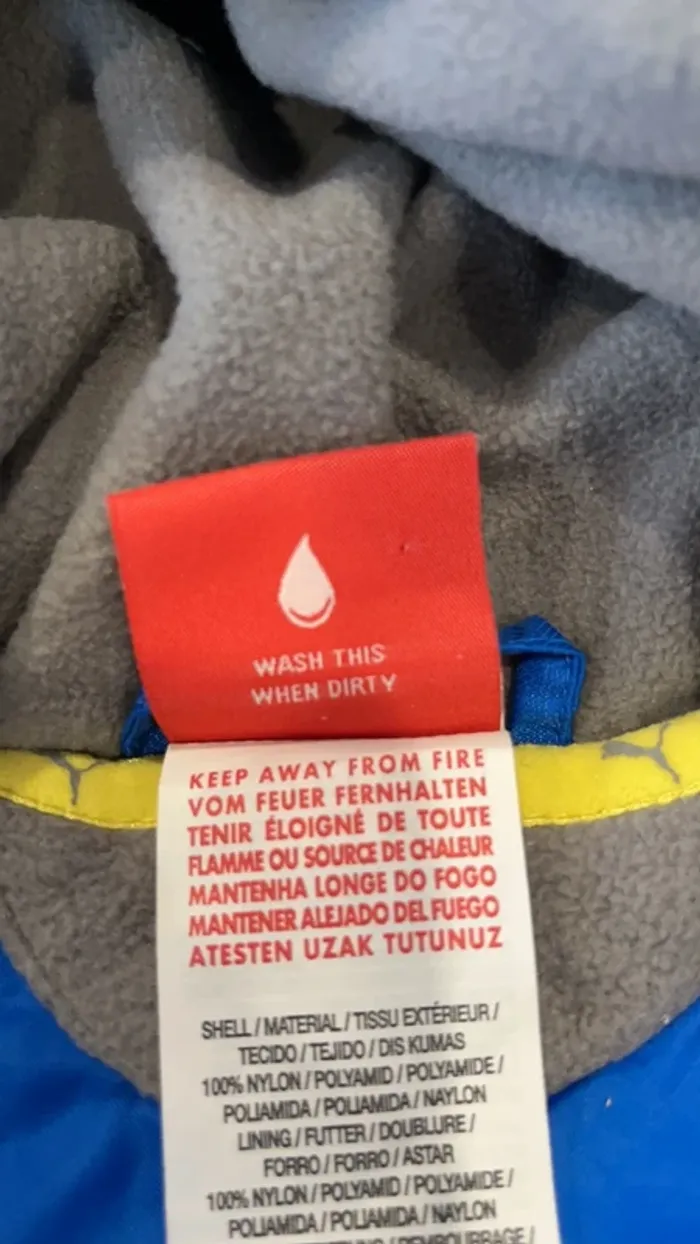 WASH THIS
WHEN DIRTY
KEEP AWAY FROM FIRE
VOM FEUER FERNHALTEN
TENIR ÉLOIGNÉ DE TOUTE
FLAMME OU SOURCE DE CHALEUR
MANTENHA LONGE DO FOGO
MANTENER ALEJADO DEL FUEGO
ATESTEN UZAK TUTUNUZ
SHELL / MATERIAL / TISSU EXTÉRIEUR /
TECIDO / TEJIDO / DIS KUMAS
100% NYLON / POLYAMID / POLYAMIDE /
POLIAMIDA / POLIAMIDA / NAYLON
LINING / FUTTER / DOUBLURE /
FORRO / FORRO / ASTAR
100% NYLON / POLYAMID / POLYAMIDE /
POLIAMIDA / POLIAMIDA / NAYLON